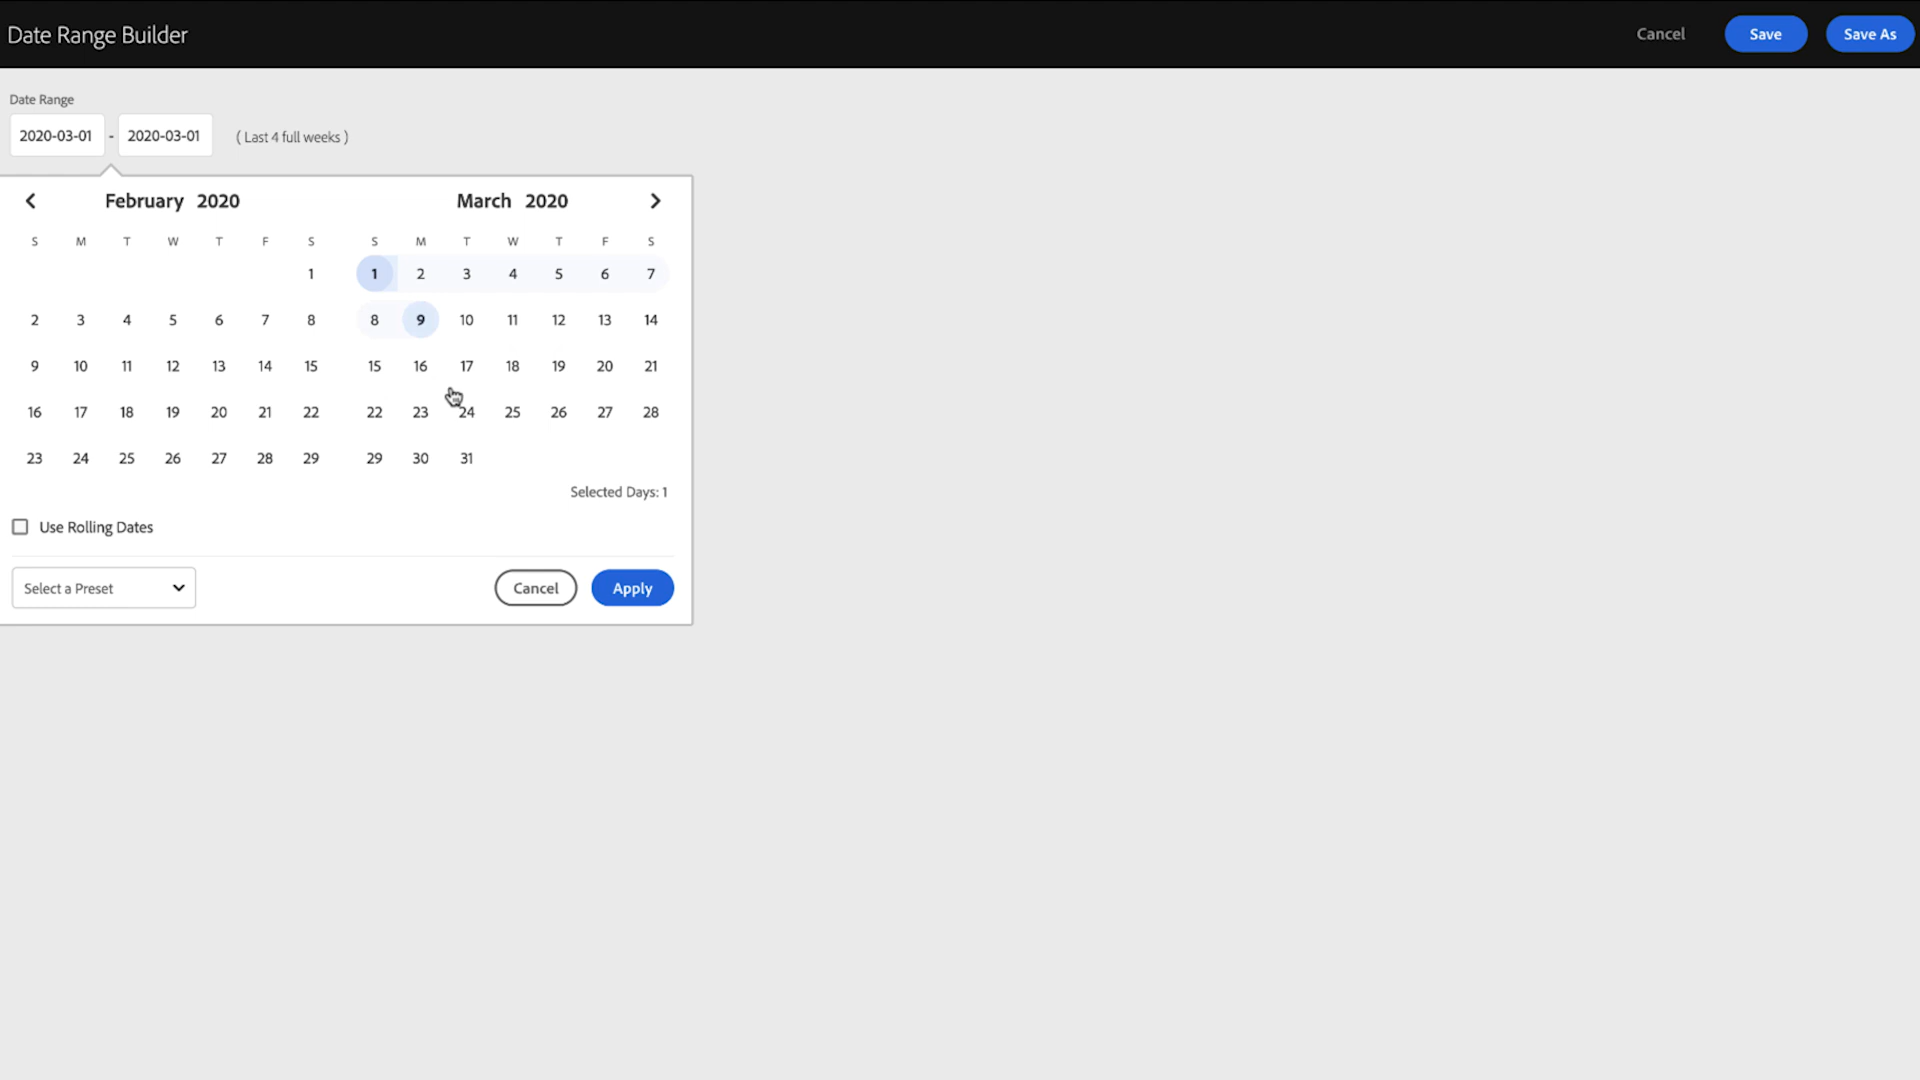 Date Range Builder
Cancel Save Save As
Date Range
2020-03-01 - 2020-03-01 ( Last 4 full weeks )
February 2020
S M T W T F S
1
2 3 4 5 6 7 8
9 10 11 12 13 14 15
16 17 18 19 20 21 22
23 24 25 26 27 28 29
March 2020
S M T W T F S
1 2 3 4 5 6 7
8 9 10 11 12 13 14
15 16 17 18 19 20 21
22 23 24 25 26 27 28
29 30 31
Selected Days: 1
Use Rolling Dates
Select a Preset
Cancel Apply